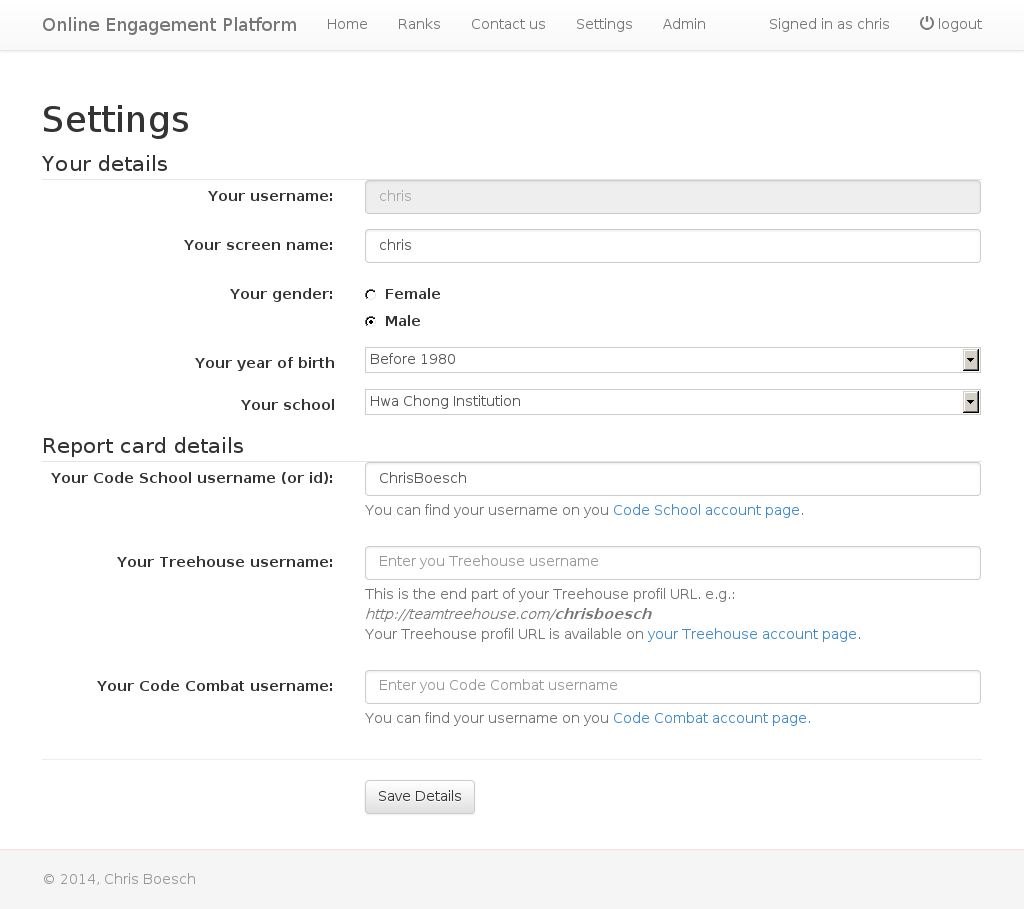 Online Engagement Platform Home Ranks Contact us Settings Admin Signed in as chris logout
Settings
Your details
Your username: chris
Your screen name: chris
Your gender: Female
Male
Your year of birth Before 1980
Your school Hwa Chong Institution
Report card details
Your Code School username (or id): ChrisBoesch
You can find your username on you Code School account page.
Your Treehouse username: Enter you Treehouse username
This is the end part of your Treehouse profil URL. e.g.:
http://teamtreehouse.com/chrisboesch
Your Treehouse profil URL is available on your Treehouse account page.
Your Code Combat username: Enter you Code Combat username
You can find your username on you Code Combat account page.
Save Details
© 2014, Chris Boesch